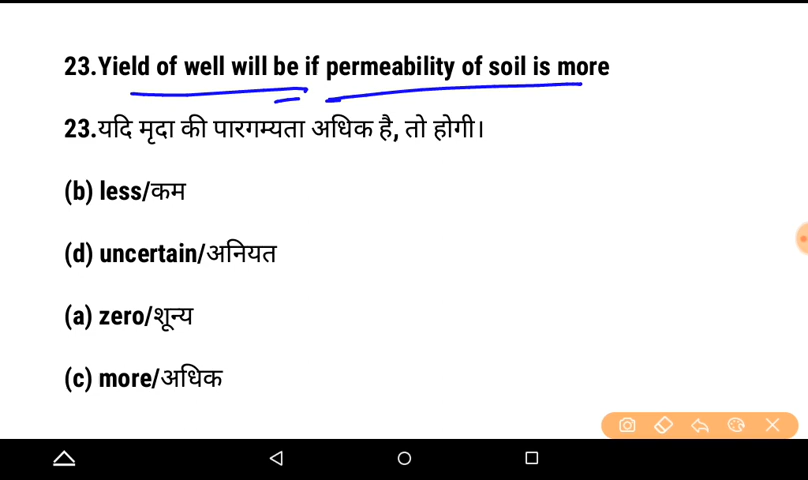 23.Yield of well will be if permeability of soil is more
23.यदि मृदा की पारगम्यता अधिक है, तो होगी।
(b) less/कम
(d) uncertain/अनियत
(a) zero/शून्य
(c) more/अधिक